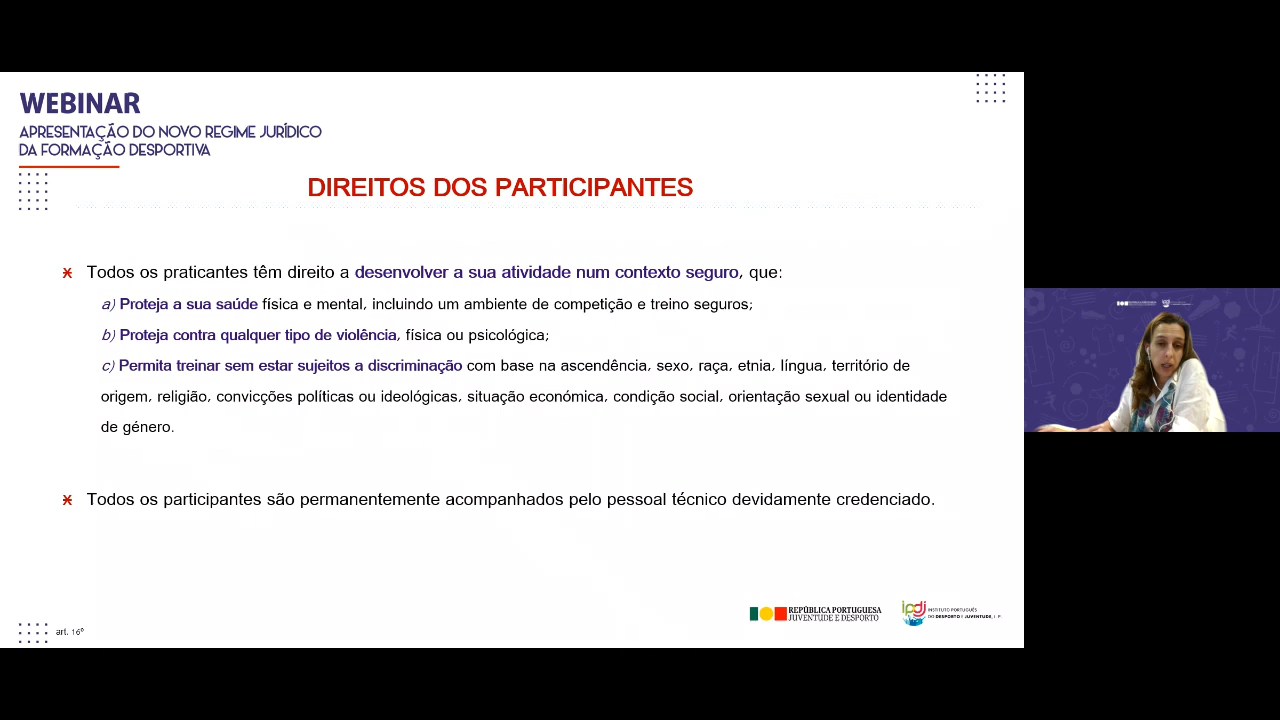 WEBINAR
APRESENTAÇÃO DO NOVO REGIME JURÍDICO
DA FORMAÇÃO DESPORTIVA
DIREITOS DOS PARTICIPANTES
Todos os praticantes têm direito a desenvolver a sua atividade num contexto seguro, que:
a) Proteja a sua saúde física e mental, incluindo um ambiente de competição e treino seguros;
b) Proteja contra qualquer tipo de violência, física ou psicológica;
c) Permita treinar sem estar sujeitos a discriminação com base na ascendência, sexo, raça, etnia, língua, território de
origem, religião, convicções políticas ou ideológicas, situação económica, condição social, orientação sexual ou identidade
de género.
Todos os participantes são permanentemente acompanhados pelo pessoal técnico devidamente credenciado.
REPÚBLICA PORTUGUESA
JUVENTUDE E DESPORTO
ipdj
INSTITUTO PORTUGUÊS
DO DESPORTO E JUVENTUDE, I. P.
art. 16º